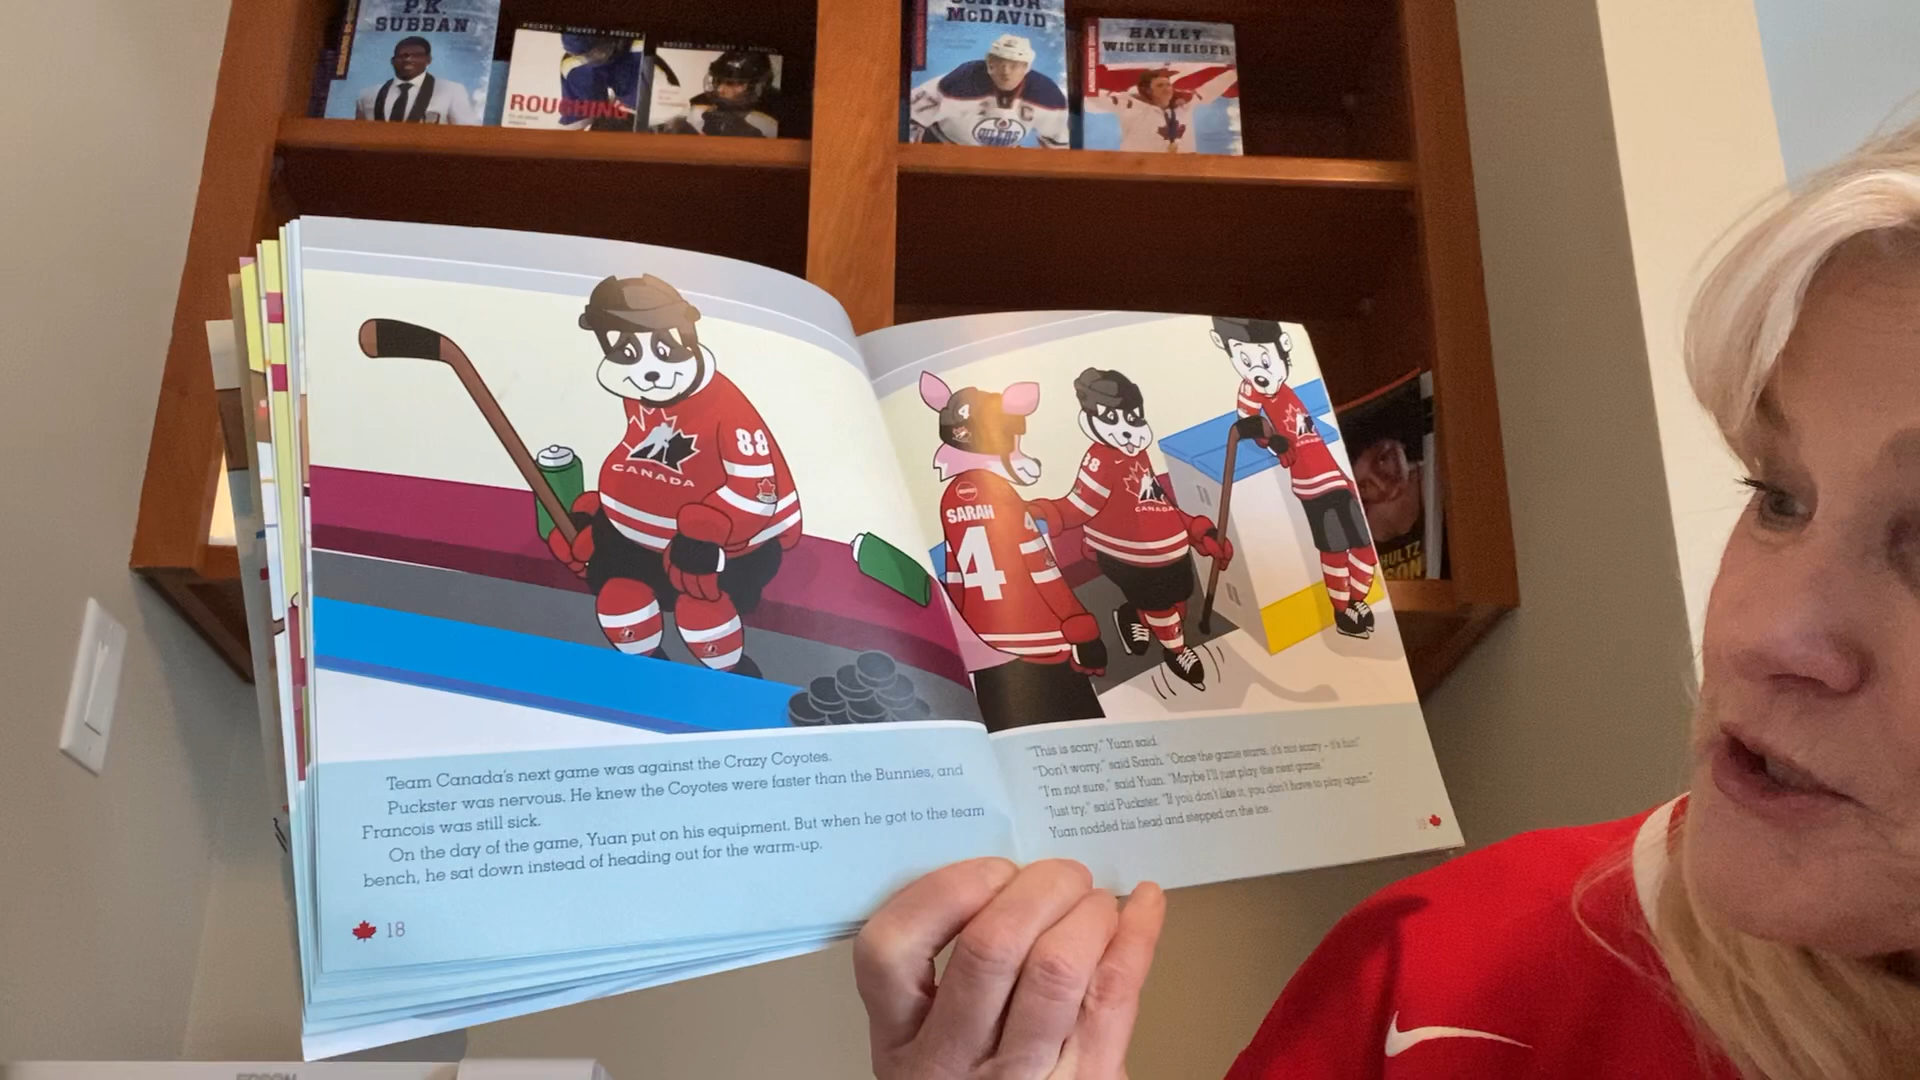 P.K.
SUBBAN
ROUGHING
CONNOR
McDAVID
HAYLEY
WICKENHEISER
OILERS
C
88
CANADA
4
SARAH
4
4
88
CANADA
CANADA
Team Canada's next game was against the Crazy Coyotes.
Puckster was nervous. He knew the Coyotes were faster than the Bunnies, and
Francois was still sick.
On the day of the game, Yuan put on his equipment. But when he got to the team
bench, he sat down instead of heading out for the warm-up.
18
"This is scary," Yuan said.
"Don't worry," said Sarah. "Once the game starts, it's not scary – it's fun!"
"I'm not sure," said Yuan. "Maybe I'll just play the next game."
"Just try," said Puckster. "If you don't like it, you don't have to play again."
Yuan nodded his head and stepped on the ice.
19
EPSON